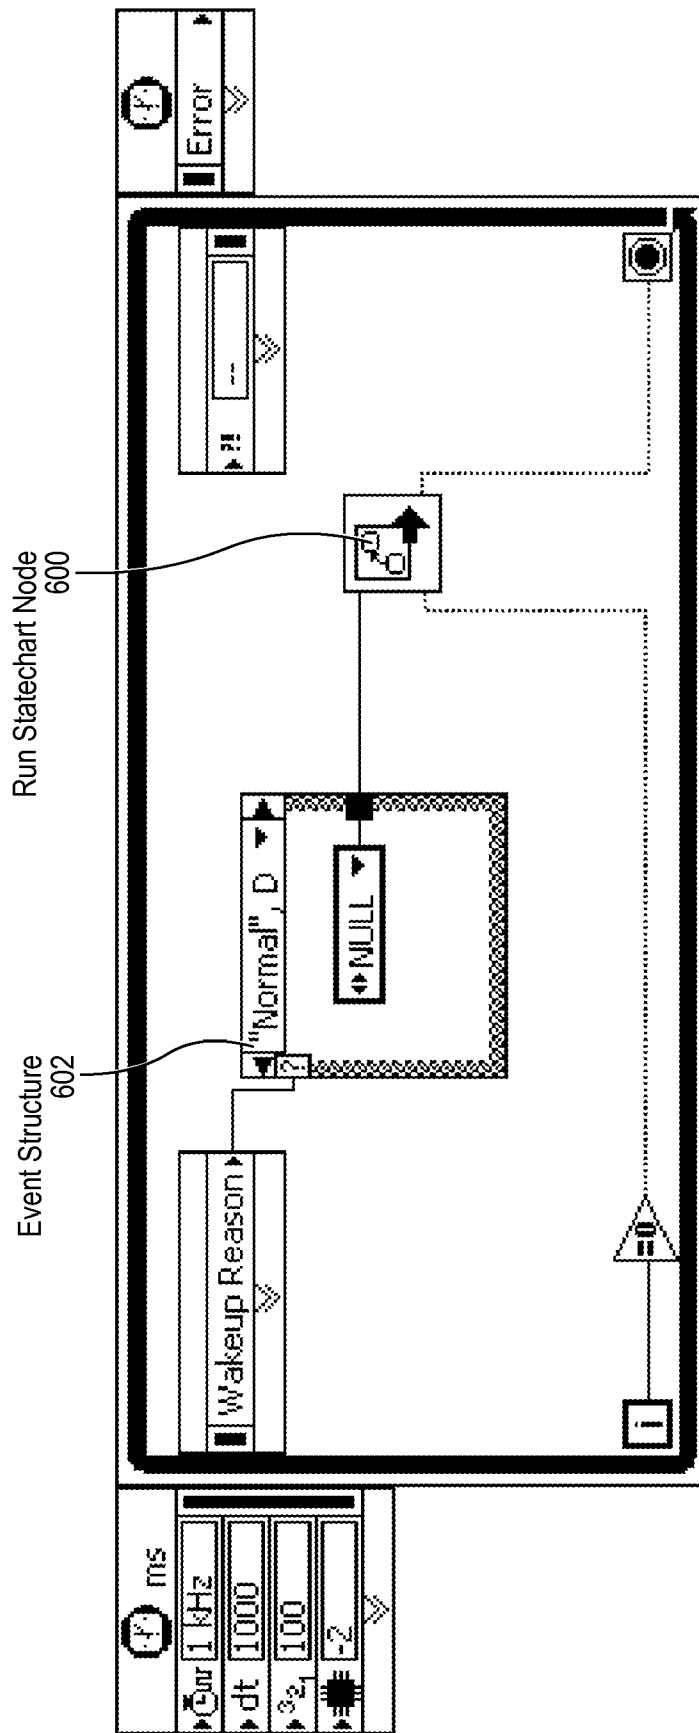 Run Statechart Node
600
Event Structure
602
ms
1 kHz
dt
1000
100
-2
Wakeup Reason
?
"Normal", D
NULL
i
=0
--
?!
Error